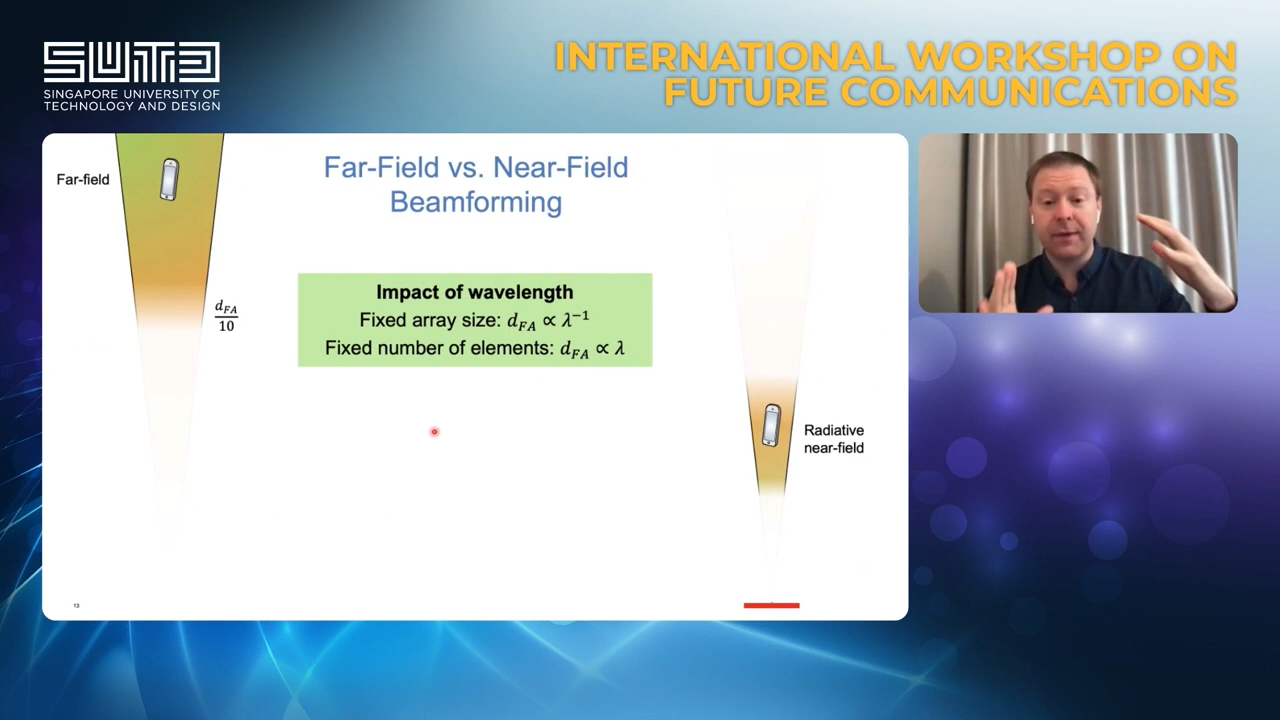 SUTD
SINGAPORE UNIVERSITY OF
TECHNOLOGY AND DESIGN
INTERNATIONAL WORKSHOP ON
FUTURE COMMUNICATIONS
Far-field
Far-Field vs. Near-Field
Beamforming
d_FA
10
Impact of wavelength
Fixed array size: d_FA ∝ λ⁻¹
Fixed number of elements: d_FA ∝ λ
Radiative
near-field
13